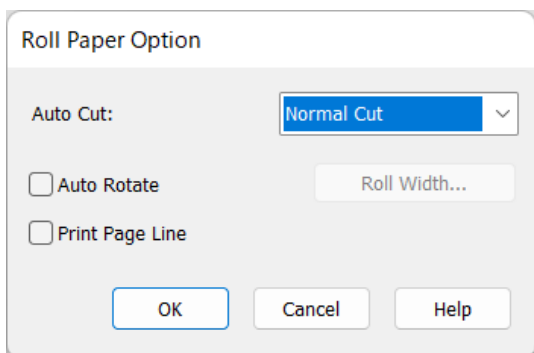 Roll Paper Option
Auto Cut: Normal Cut
Auto Rotate Roll Width...
Print Page Line
OK Cancel Help